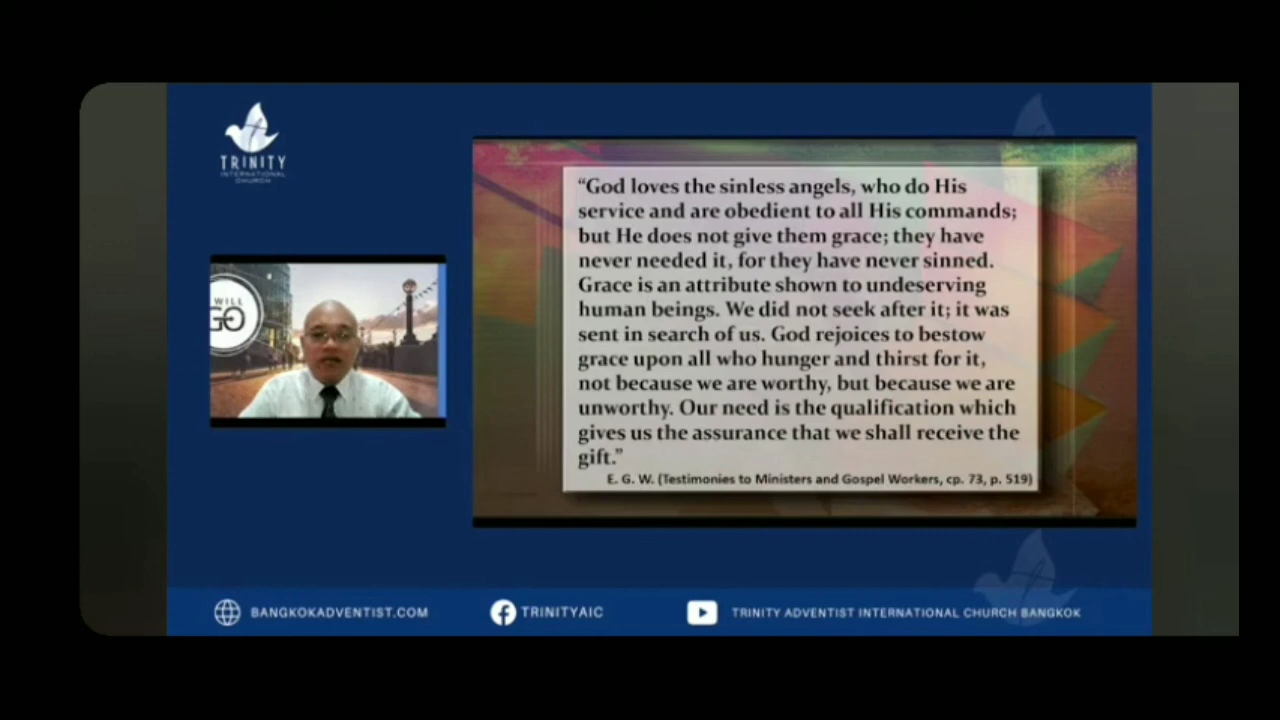 TRINITY
INTERNATIONAL
CHURCH
WILL
GO
“God loves the sinless angels, who do His
service and are obedient to all His commands;
but He does not give them grace; they have
never needed it, for they have never sinned.
Grace is an attribute shown to undeserving
human beings. We did not seek after it; it was
sent in search of us. God rejoices to bestow
grace upon all who hunger and thirst for it,
not because we are worthy, but because we are
unworthy. Our need is the qualification which
gives us the assurance that we shall receive the
gift.”
E. G. W. (Testimonies to Ministers and Gospel Workers, cp. 73, p. 519)
BANGKOKADVENTIST.COM
TRINITYAIC
TRINITY ADVENTIST INTERNATIONAL CHURCH BANGKOK